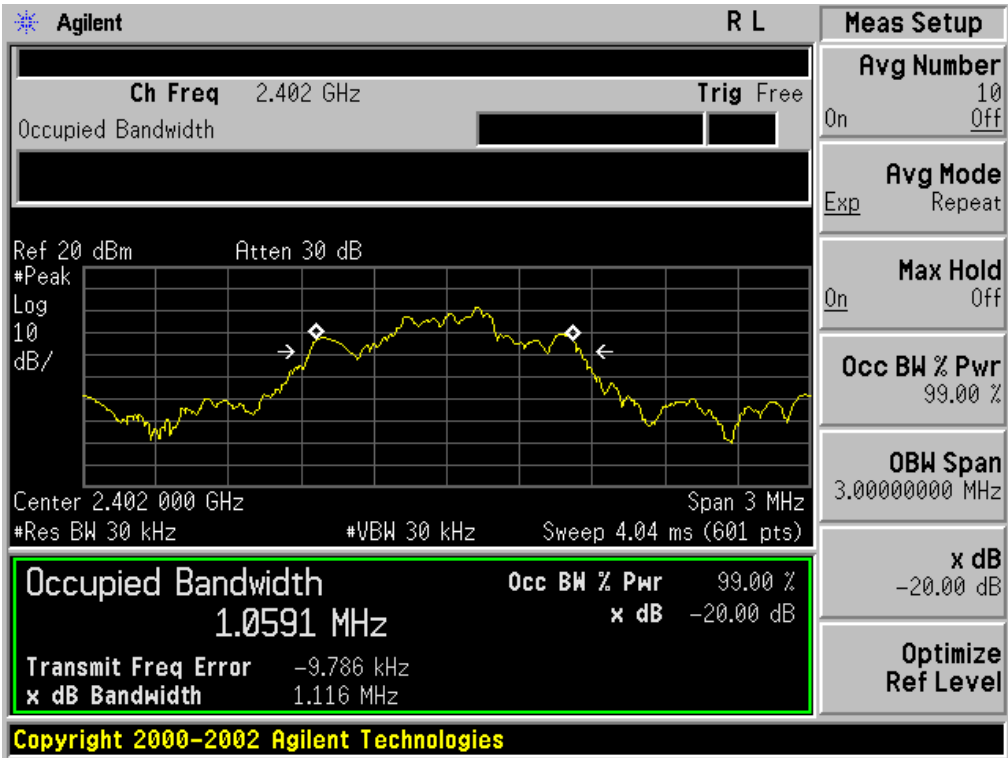 Agilent R L
Ch Freq 2.402 GHz Trig Free
Occupied Bandwidth
Ref 20 dBm Atten 30 dB
#Peak
Log
10
dB/
Center 2.402 000 GHz Span 3 MHz
#Res BW 30 kHz #VBW 30 kHz Sweep 4.04 ms (601 pts)
Occupied Bandwidth Occ BW % Pwr 99.00 %
1.0591 MHz x dB -20.00 dB
Transmit Freq Error -9.786 kHz
x dB Bandwidth 1.116 MHz
Copyright 2000-2002 Agilent Technologies
Meas Setup
Avg Number
10
On Off
Avg Mode
Exp Repeat
Max Hold
On Off
Occ BW % Pwr
99.00 %
OBW Span
3.00000000 MHz
x dB
-20.00 dB
Optimize
Ref Level